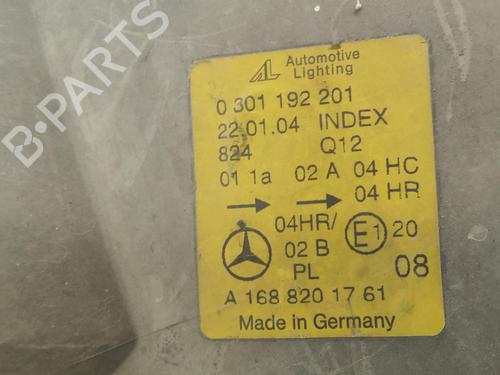 B-PARTS
AL Automotive
Lighting
0 301 192 201
22.01.04 INDEX
824 Q12
01 1a 02 A 04 HC
04 HR
04HR/
02 B E1 20
PL 08
A 168 820 17 61
Made in Germany